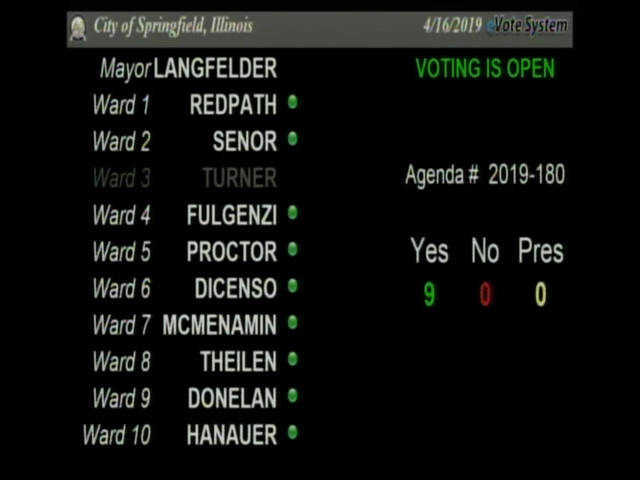 City of Springfield, Illinois 4/16/2019 eVote System
Mayor LANGFELDER VOTING IS OPEN
Ward 1 REDPATH
Ward 2 SENOR
Ward 3 TURNER Agenda # 2019-180
Ward 4 FULGENZI
Ward 5 PROCTOR Yes No Pres
Ward 6 DICENSO 9 0 0
Ward 7 MCMENAMIN
Ward 8 THEILEN
Ward 9 DONELAN
Ward 10 HANAUER